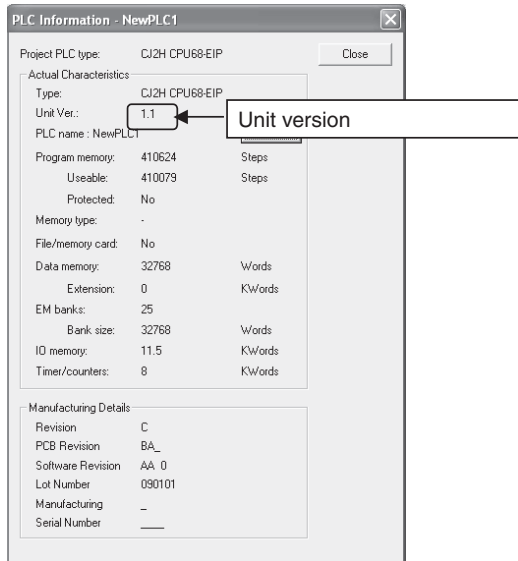 PLC Information - NewPLC1
Project PLC type: CJ2H CPU68-EIP Close
Actual Characteristics
Type: CJ2H CPU68-EIP
Unit Ver.: 1.1
Unit version
PLC name : NewPLC1
Program memory: 410624 Steps
Useable: 410079 Steps
Protected: No
Memory type: -
File/memory card: No
Data memory: 32768 Words
Extension: 0 KWords
EM banks: 25
Bank size: 32768 Words
IO memory: 11.5 KWords
Timer/counters: 8 KWords
Manufacturing Details
Revision C
PCB Revision BA_
Software Revision AA 0
Lot Number 090101
Manufacturing _
Serial Number ____